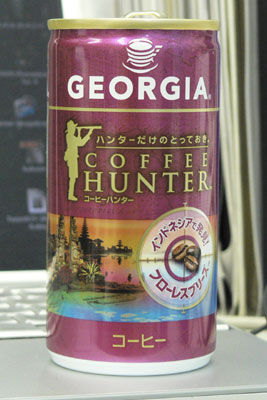 GEORGIA®
ハンターだけのとっておき。
COFFEE
HUNTER
コーヒーハンター
インドネシアで発見!
フローレスブリーズ
コーヒー